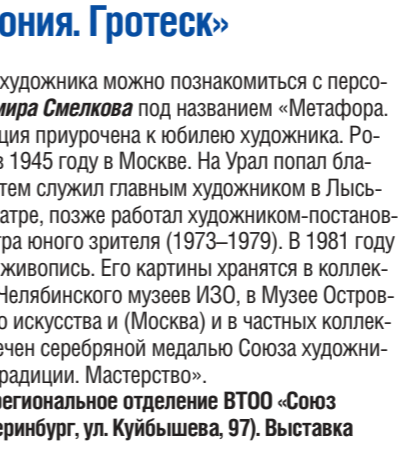 ония. Гротеск»
художника можно познакомиться с персо-
мира Смелкова под названием «Метафора.
ция приурочена к юбилею художника. Ро-
в 1945 году в Москве. На Урал попал бла-
тем служил главным художником в Лысь-
атре, позже работал художником-постанов-
тра юного зрителя (1973–1979). В 1981 году
живопись. Его картины хранятся в коллек-
Челябинского музеев ИЗО, в Музее Остров-
о искусства и (Москва) и в частных коллек-
ечен серебряной медалью Союза художни-
радиции. Мастерство».
региональное отделение ВТОО «Союз
еринбург, ул. Куйбышева, 97). Выставка